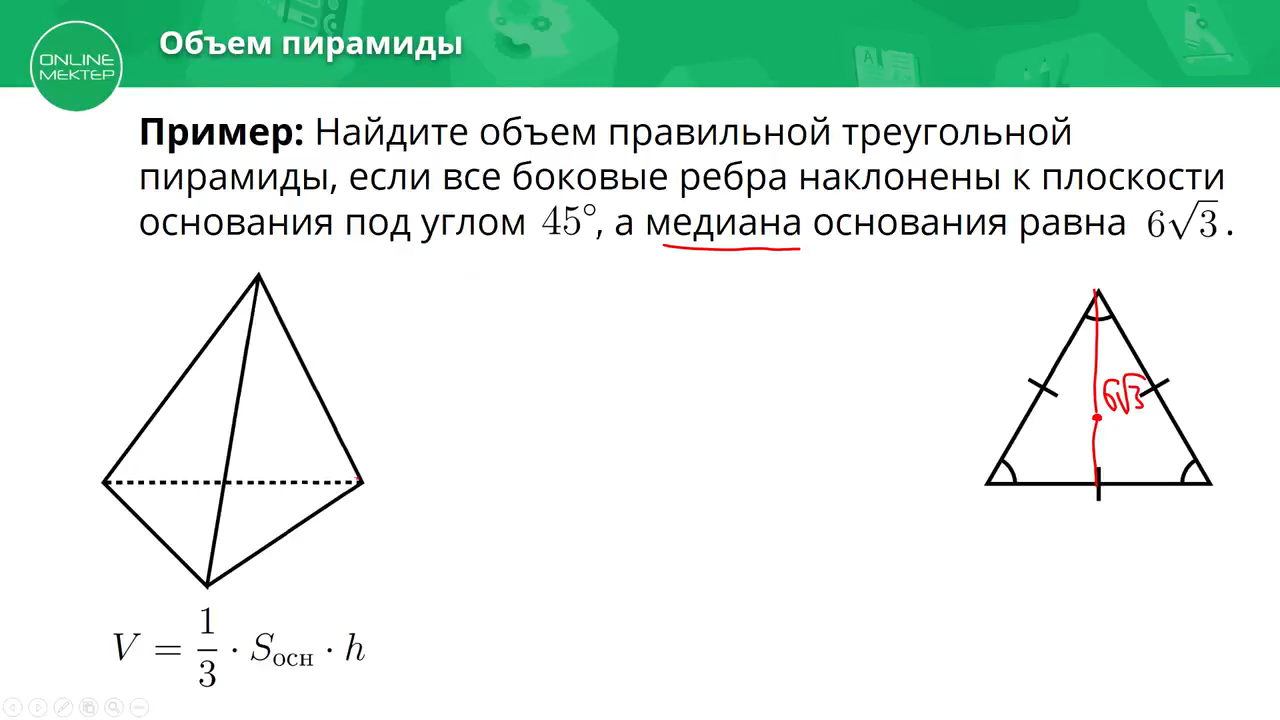 ONLINE
МЕКТЕР
Объем пирамиды
Пример: Найдите объем правильной треугольной
пирамиды, если все боковые ребра наклонены к плоскости
основания под углом 45°, а медиана основания равна 6√3.
6√3
V = 1/3 · Sосн · h